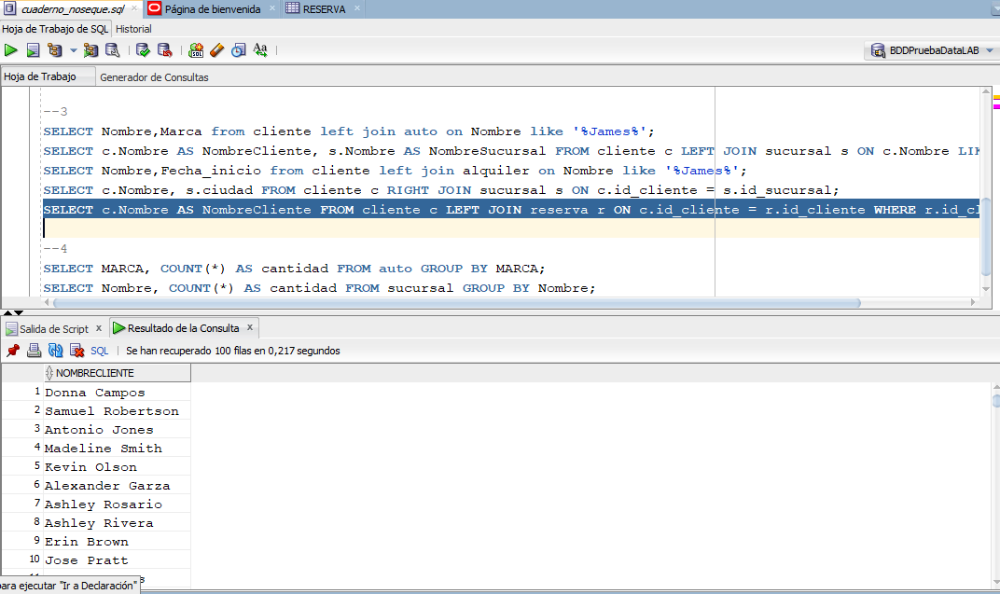 cuaderno_noseque.sql × Página de bienvenida × RESERVA ×
Hoja de Trabajo de SQL Historial
BDDPruebaDataLAB
Hoja de Trabajo Generador de Consultas
--3
SELECT Nombre,Marca from cliente left join auto on Nombre like '%James%';
SELECT c.Nombre AS NombreCliente, s.Nombre AS NombreSucursal FROM cliente c LEFT JOIN sucursal s ON c.Nombre LIK
SELECT Nombre,Fecha_inicio from cliente left join alquiler on Nombre like '%James%';
SELECT c.Nombre, s.ciudad FROM cliente c RIGHT JOIN sucursal s ON c.id_cliente = s.id_sucursal;
SELECT c.Nombre AS NombreCliente FROM cliente c LEFT JOIN reserva r ON c.id_cliente = r.id_cliente WHERE r.id_cl
--4
SELECT MARCA, COUNT(*) AS cantidad FROM auto GROUP BY MARCA;
SELECT Nombre, COUNT(*) AS cantidad FROM sucursal GROUP BY Nombre;
Salida de Script × Resultado de la Consulta ×
SQL | Se han recuperado 100 filas en 0,217 segundos
NOMBRECLIENTE
1 Donna Campos
2 Samuel Robertson
3 Antonio Jones
4 Madeline Smith
5 Kevin Olson
6 Alexander Garza
7 Ashley Rosario
8 Ashley Rivera
9 Erin Brown
10 Jose Pratt
para ejecutar "Ir a Declaración"